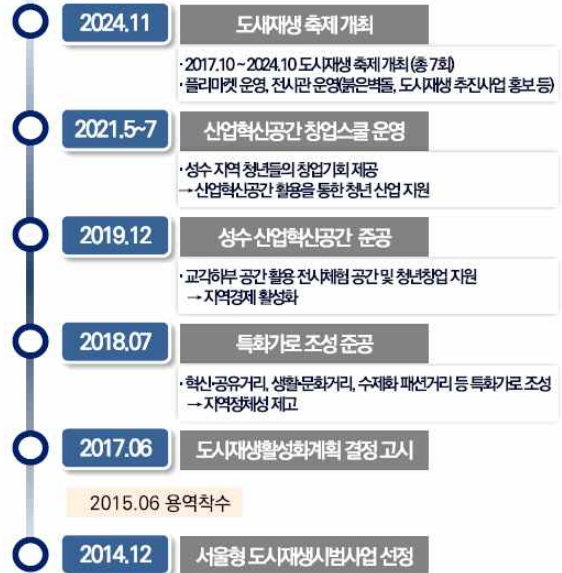 2024.11 도새재생 축제 개최
· 2017.10 ~ 2024.10 도시재생 축제 개최 (총 7회)
· 플리마켓 운영, 전시관 운영(붉은벽돌, 도시재생 추진사업 홍보 등)
2021.5~7 산업혁신공간 창업스쿨 운영
· 성수 지역 청년들의 창업기회 제공
→ 산업혁신공간 활용을 통한 청년 산업 지원
2019.12 성수 산업혁신공간 준공
· 교각하부 공간 활용 전시체험 공간 및 청년창업 지원
→ 지역경제 활성화
2018.07 특화가로 조성 준공
· 혁신·공유거리, 생활·문화거리, 수제화 패션거리 등 특화가로 조성
→ 지역정체성 제고
2017.06 도시재생활성화계획 결정 고시
2015.06 용역착수
2014.12 서울형 도시재생시범사업 선정